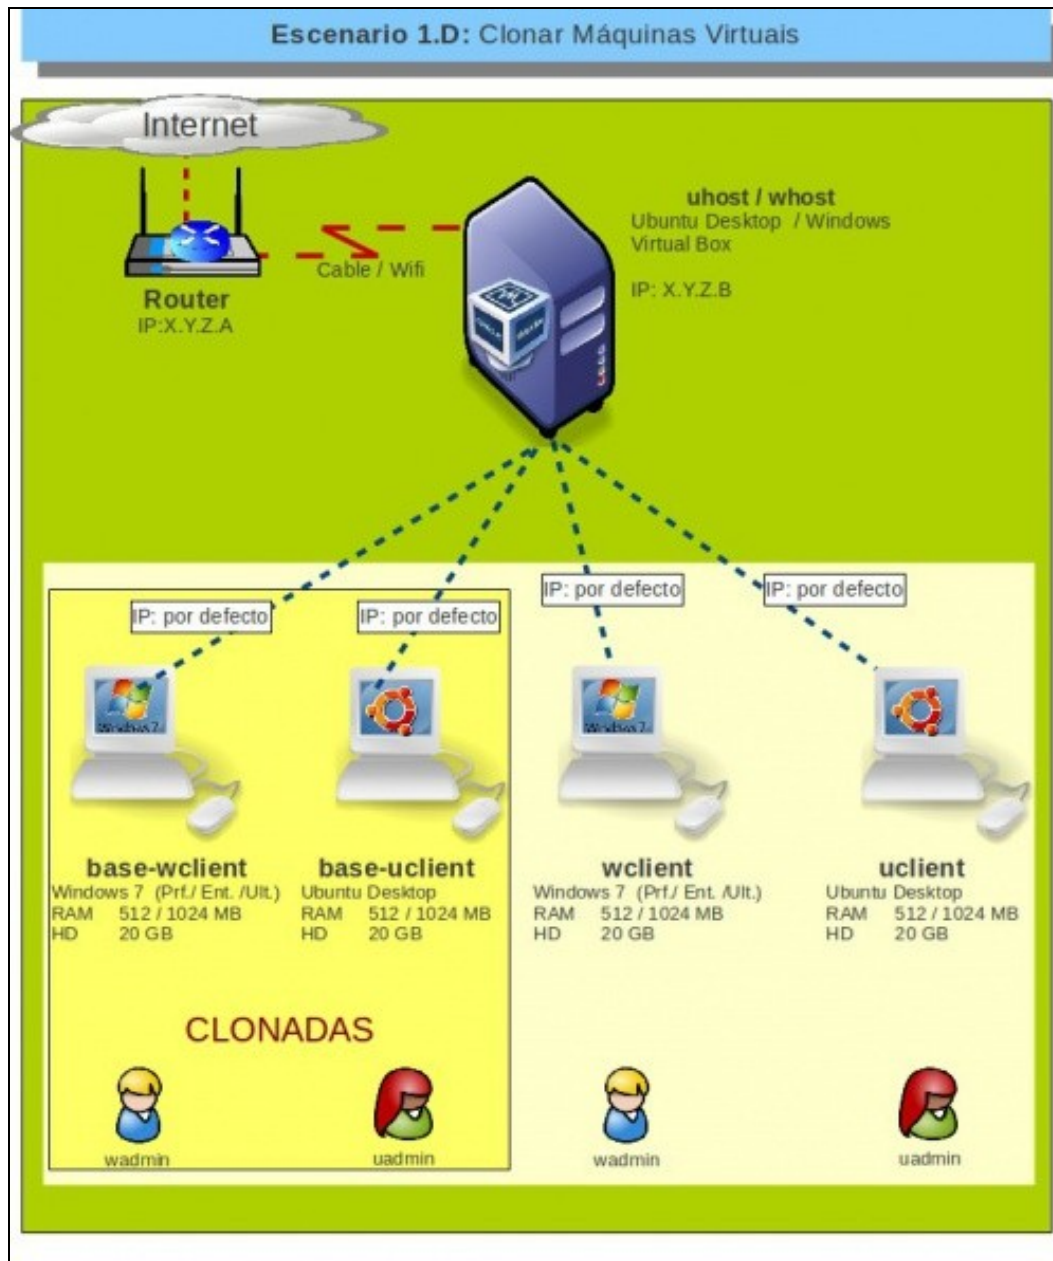 Escenario 1.D: Clonar Máquinas Virtuais
Internet
uhost / whost
Ubuntu Desktop / Windows
Virtual Box
IP: X.Y.Z.B
Cable / Wifi
Router
IP:X.Y.Z.A
IP: por defecto
IP: por defecto
IP: por defecto
IP: por defecto
Windows 7
Windows 7
base-wclient
Windows 7 (Prf./ Ent. /Ult.)
RAM 512 / 1024 MB
HD 20 GB
base-uclient
Ubuntu Desktop
RAM 512 / 1024 MB
HD 20 GB
wclient
Windows 7 (Prf./ Ent. /Ult.)
RAM 512 / 1024 MB
HD 20 GB
uclient
Ubuntu Desktop
RAM 512 / 1024 MB
HD 20 GB
CLONADAS
wadmin
uadmin
wadmin
uadmin